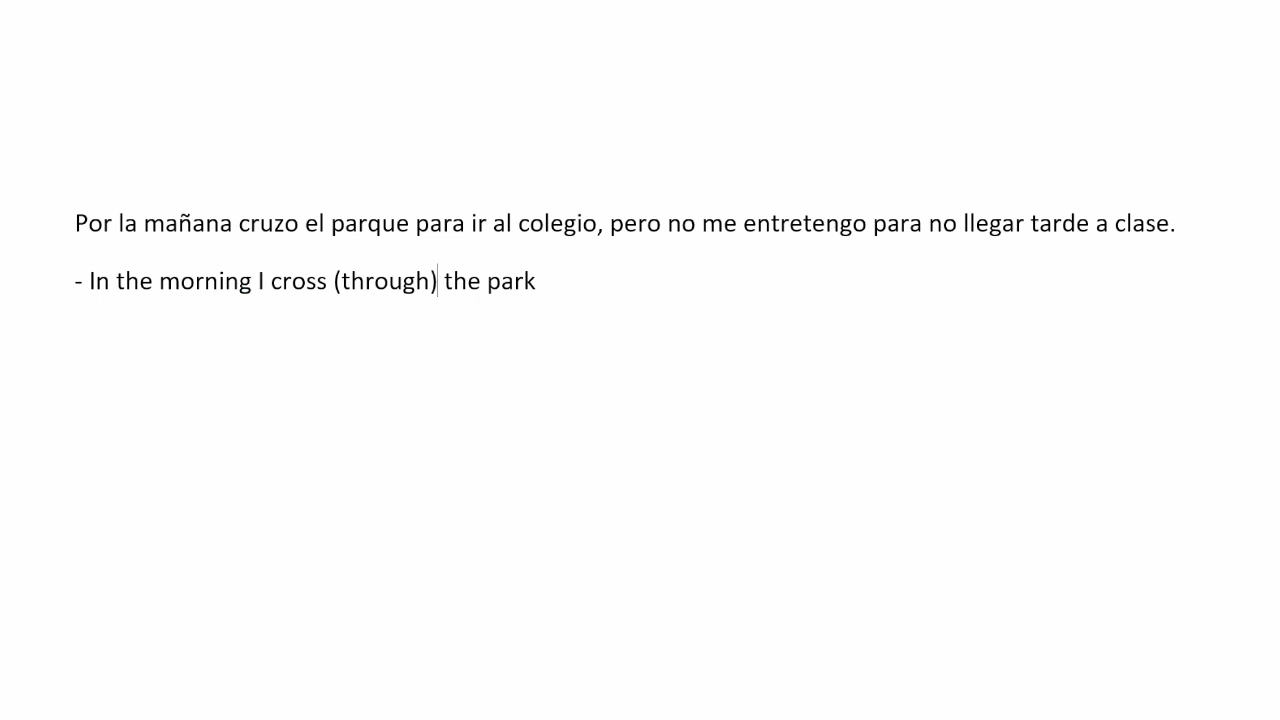 Por la mañana cruzo el parque para ir al colegio, pero no me entretengo para no llegar tarde a clase.
- In the morning I cross (through) the park